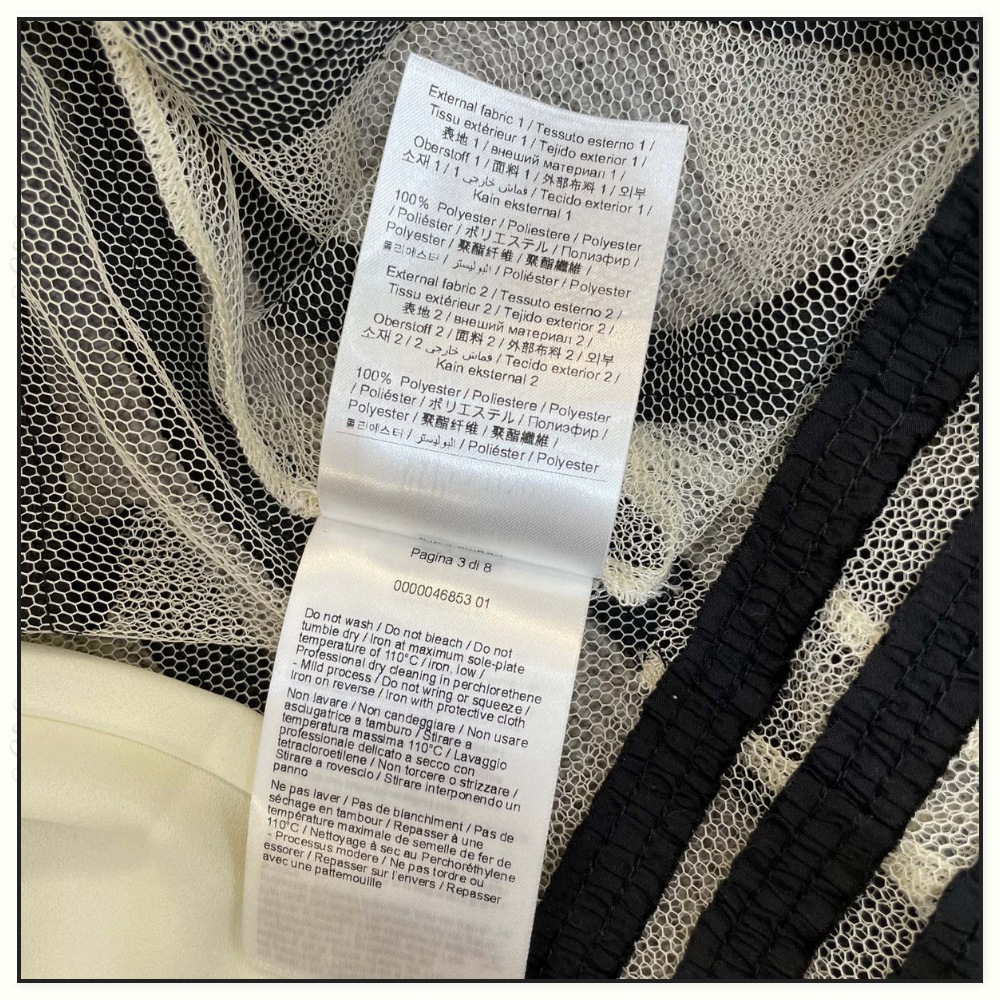 External fabric 1 / Tessuto esterno 1 /
Tissu extérieur 1 / Tejido exterior 1 /
表地 1 / внешний материал 1 /
Oberstoff 1 / 面料 1 / 外部布料 1 / 외부
소재 1 / قماش خارجي 1 / Tecido exterior 1 /
Kain eksternal 1
100% Polyester / Poliestere / Polyester
/ Poliéster / ポリエステル / Полиэфир /
Polyester / 聚酯纤维 / 聚酯纖維 /
폴리에스터 / البوليستر / Poliéster / Polyester
External fabric 2 / Tessuto esterno 2 /
Tissu extérieur 2 / Tejido exterior 2 /
表地 2 / внешний материал 2 /
Oberstoff 2 / 面料 2 / 外部布料 2 / 외부
소재 2 / قماش خارجي 2 / Tecido exterior 2 /
Kain eksternal 2
100% Polyester / Poliestere / Polyester
/ Poliéster / ポリエステル / Полиэфир /
Polyester / 聚酯纤维 / 聚酯纖維 /
폴리에스터 / البوليستر / Poliéster / Polyester
Pagina 3 di 8
0000046853 01
Do not wash / Do not bleach / Do not
tumble dry / Iron at maximum sole-plate
temperature of 110°C / iron, low /
Professional dry cleaning in perchlorethene
- Mild process / Do not wring or squeeze /
Iron on reverse / Iron with protective cloth
Non lavare / Non candeggiare / Non usare
asciugatrice a tamburo / Stirare a
temperatura massima 110°C / Lavaggio
professionale delicato a secco con
tetracloroetilene / Non torcere o strizzare /
Stirare a rovescio / Stirare interponendo un
panno
Ne pas laver / Pas de blanchiment / Pas de
séchage en tambour / Repasser à une
température maximale de semelle de fer de
110°C / Nettoyage à sec au Perchoréthylene
- Processus modere / Ne pas tordre ou
essorer / Repasser sur l'envers / Repasser
avec une pattemouille